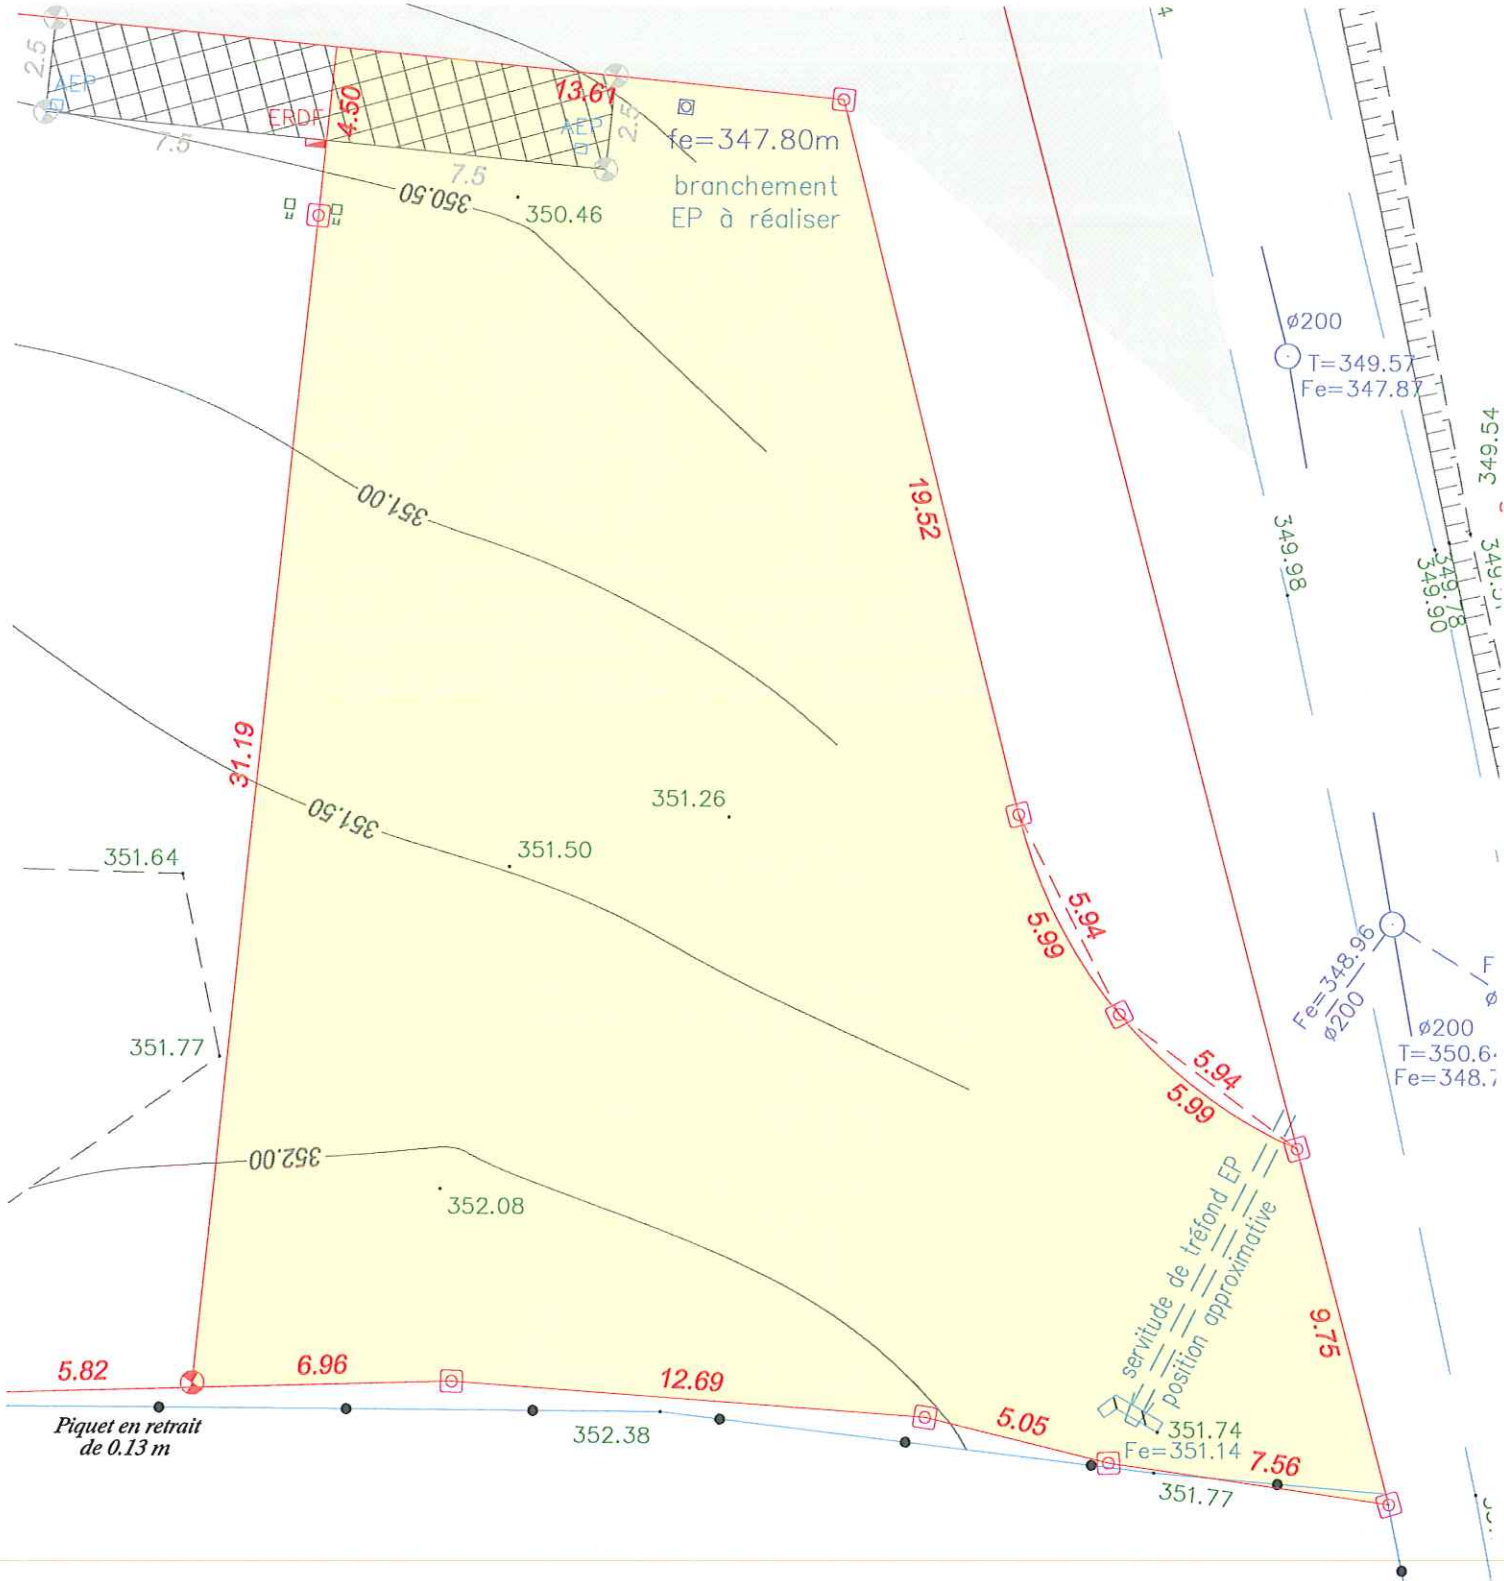 2.5
AEP
7.5
ERDF
4.50
13.61
AEP
2.5
7.5
fe=347.80m
branchement
EP à réaliser
350.50
350.46
ø200
T=349.57
Fe=347.87
349.54
351.00
19.52
349.98
349.78
349.90
31.19
351.26
351.50
351.50
351.64
5.94
5.99
351.77
Fe=348.96
ø200
F
ø
ø200
T=350.6
Fe=348.7
5.94
5.99
352.00
352.08
servitude de tréfond EP
position approximative
9.75
5.82
6.96
12.69
5.05
7.56
Piquet en retrait
de 0.13 m
352.38
351.74
Fe=351.14
351.77